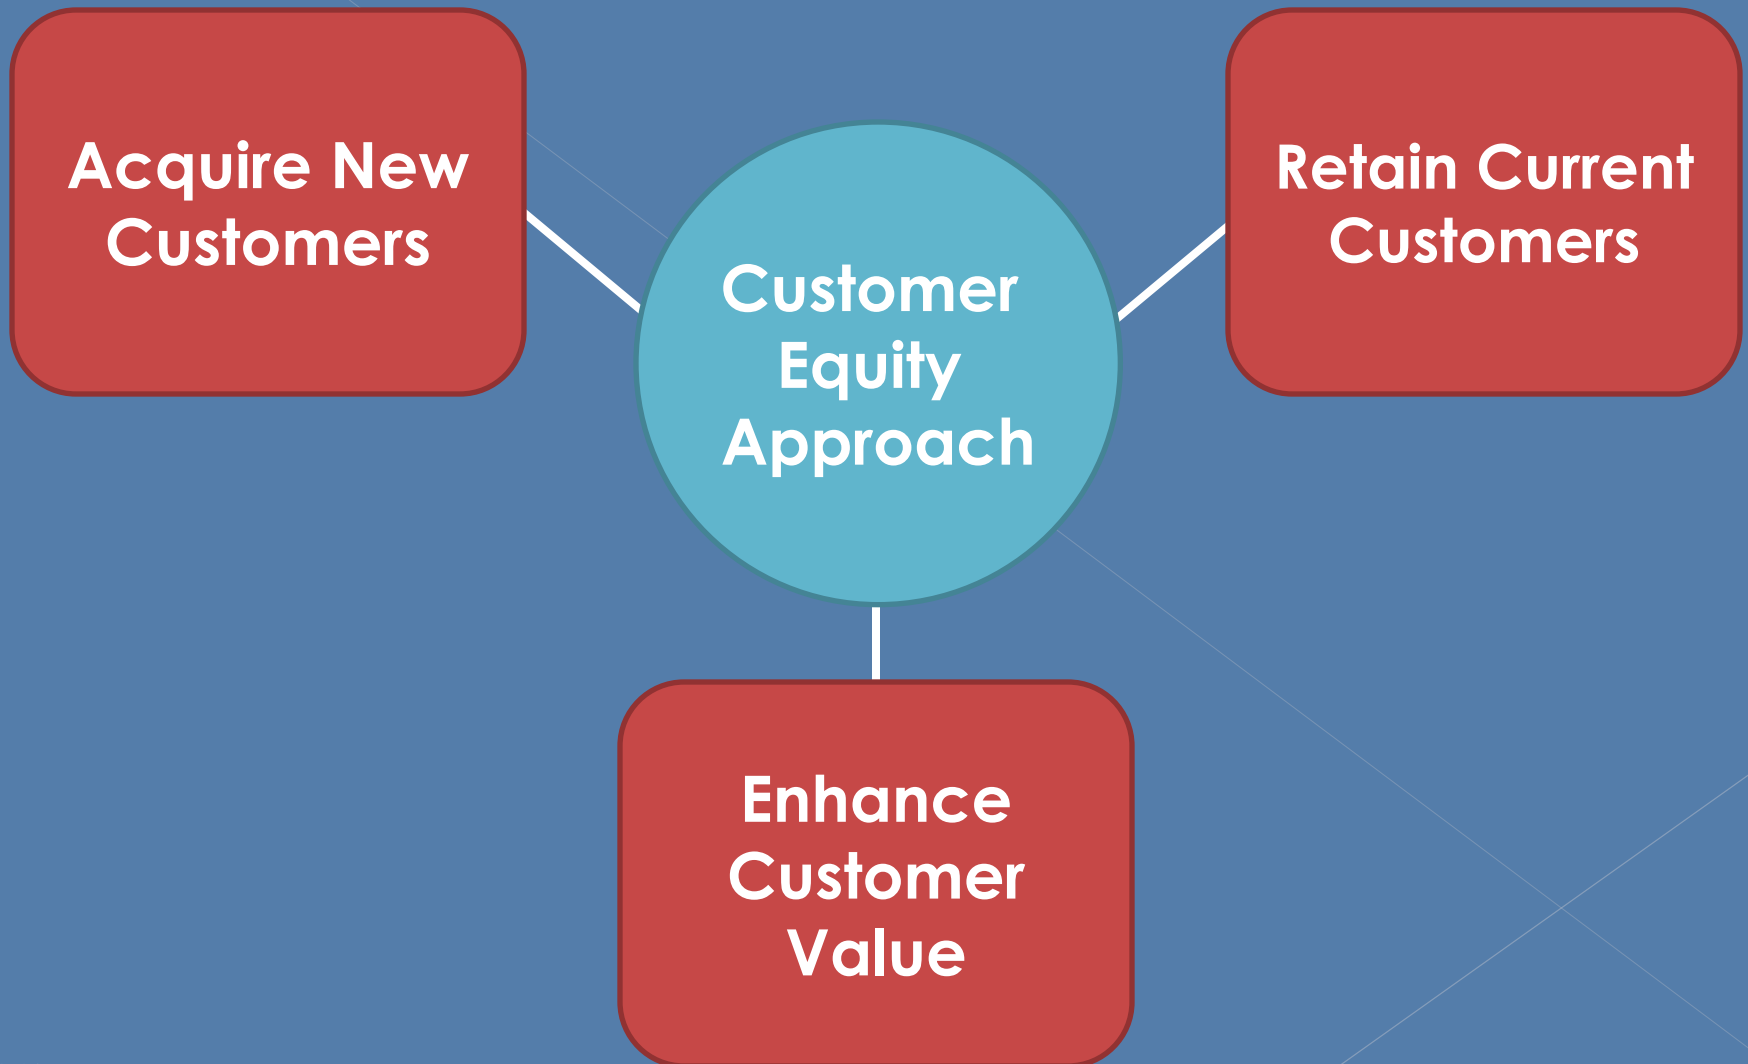 Acquire New
Customers
Customer
Equity
Approach
Retain Current
Customers
Enhance
Customer
Value